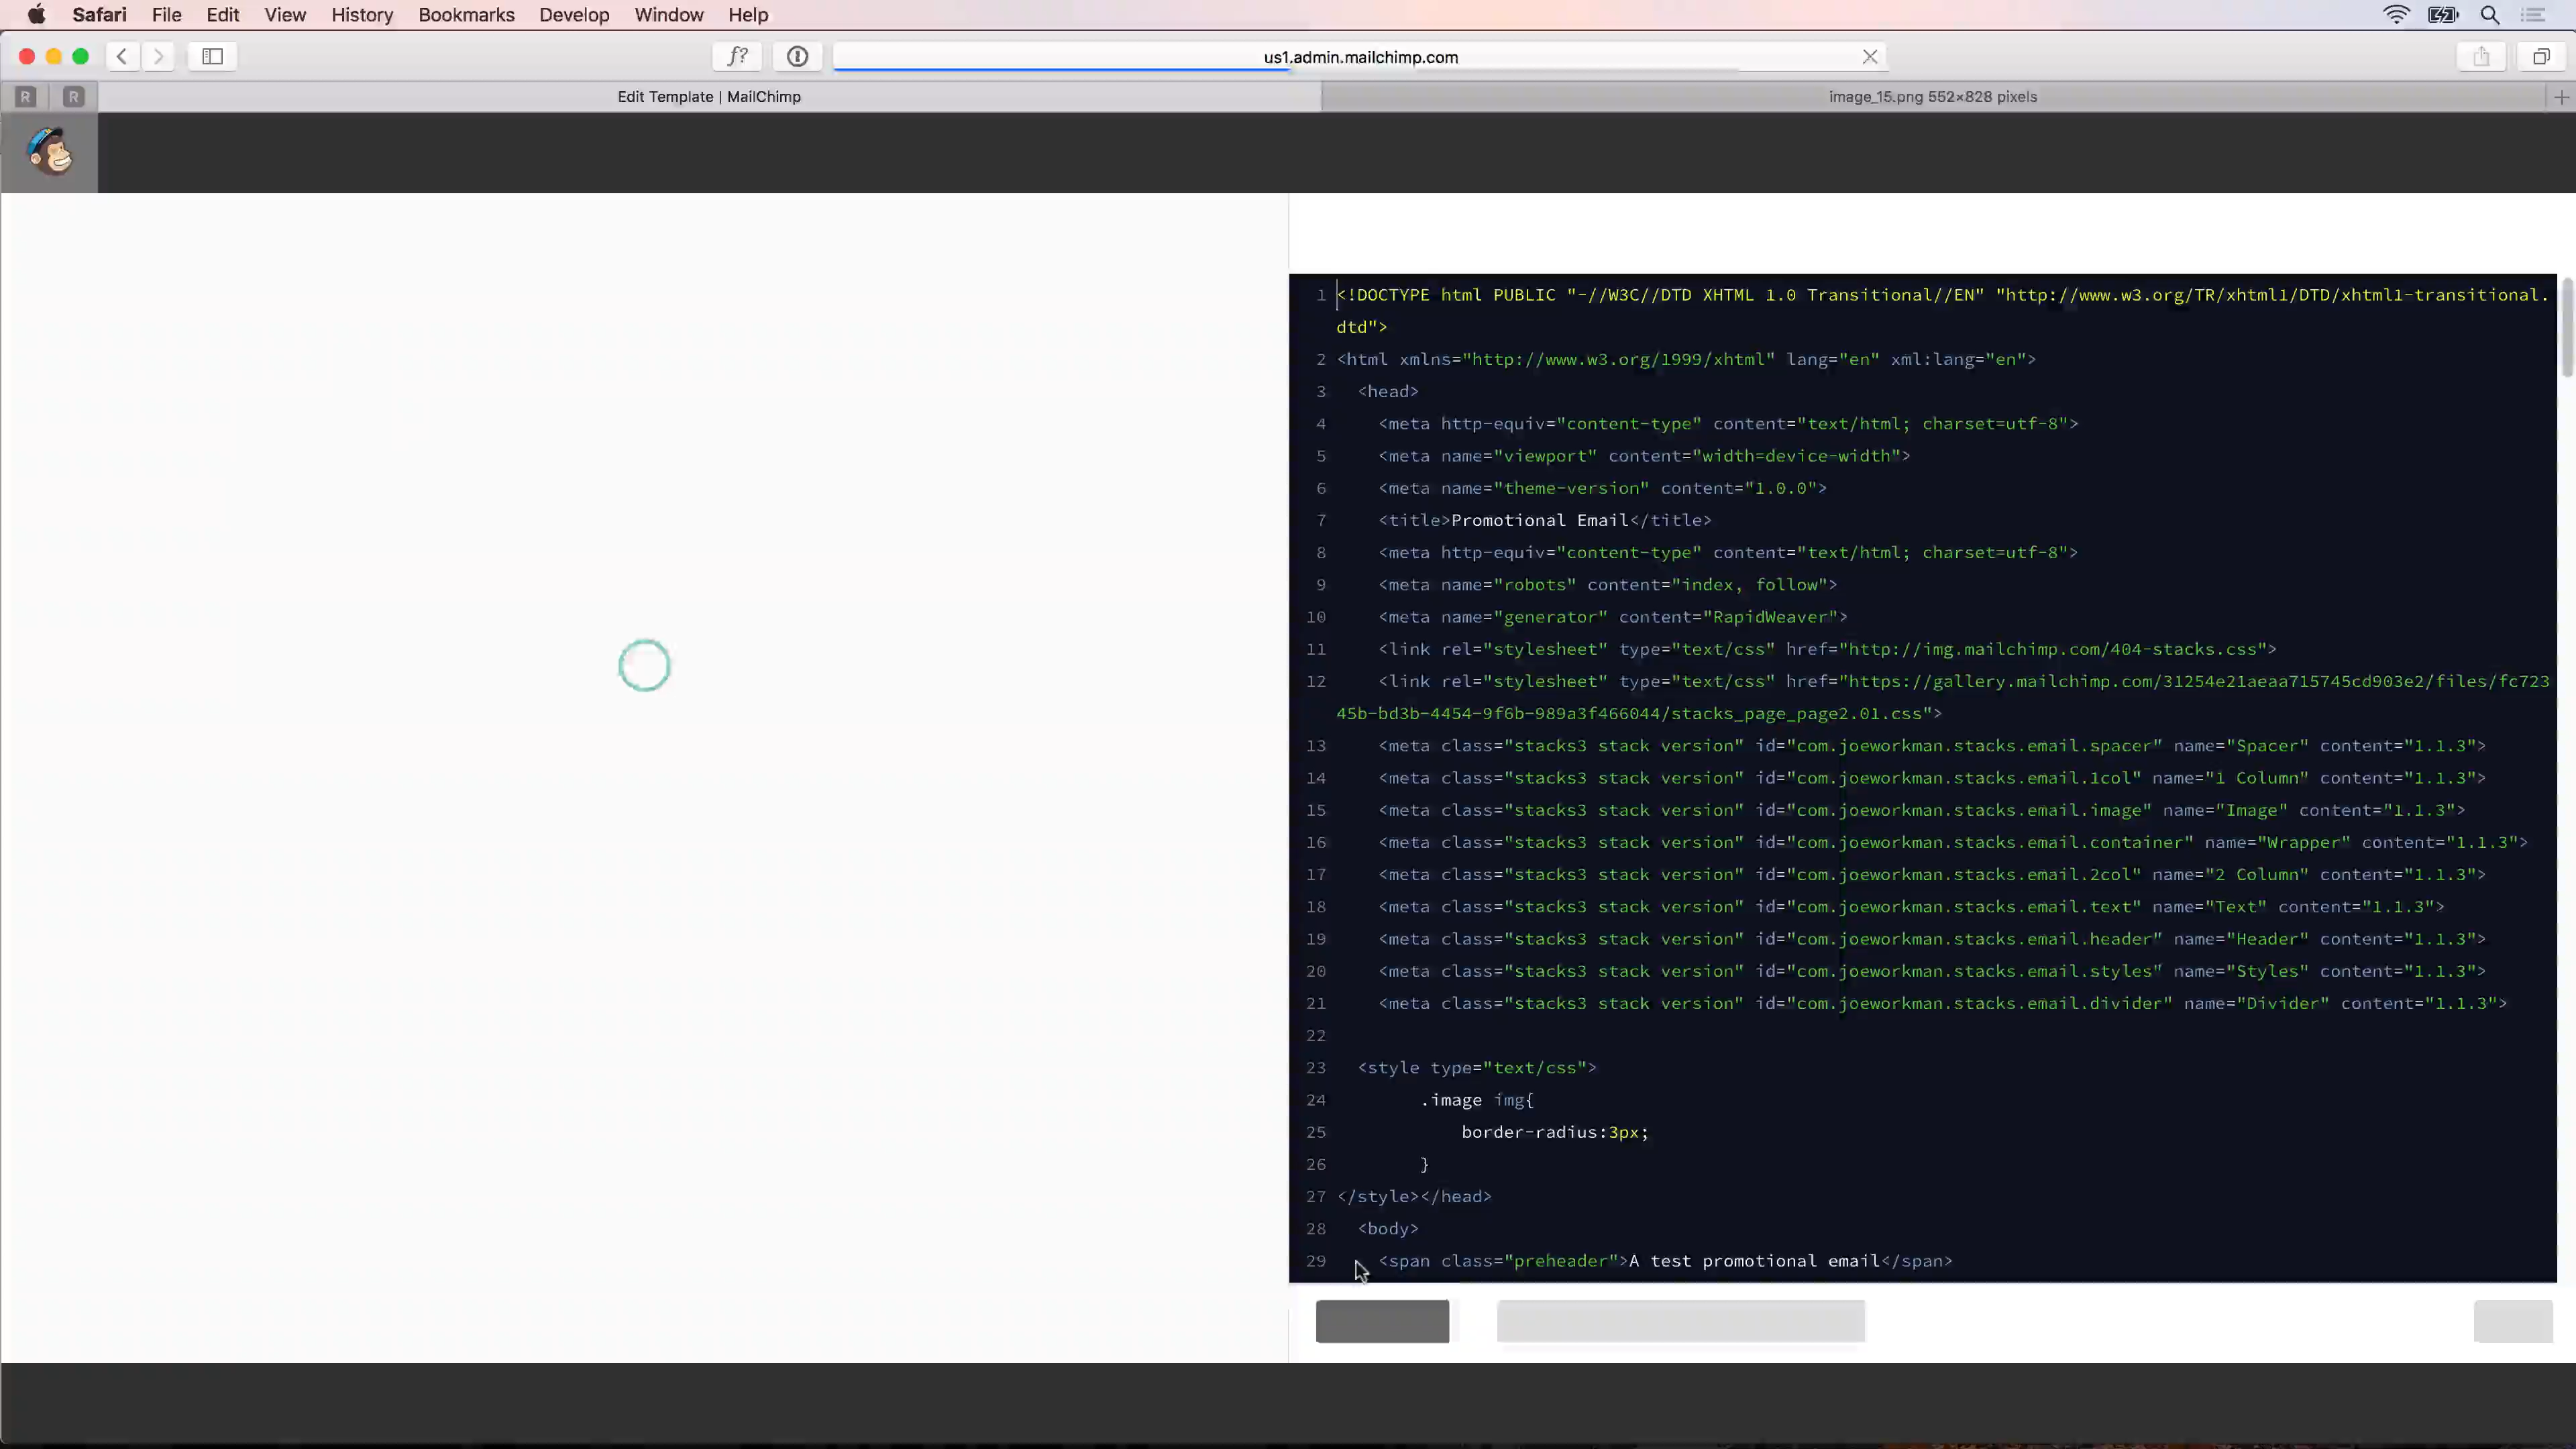 Safari File Edit View History Bookmarks Develop Window Help
f? us1.admin.mailchimp.com
R R Edit Template | MailChimp image_15.png 552×828 pixels
1 <!DOCTYPE html PUBLIC "-//W3C//DTD XHTML 1.0 Transitional//EN" "http://www.w3.org/TR/xhtml1/DTD/xhtml1-transitional.
dtd">
2 <html xmlns="http://www.w3.org/1999/xhtml" lang="en" xml:lang="en">
3 <head>
4 <meta http-equiv="content-type" content="text/html; charset=utf-8">
5 <meta name="viewport" content="width=device-width">
6 <meta name="theme-version" content="1.0.0">
7 <title>Promotional Email</title>
8 <meta http-equiv="content-type" content="text/html; charset=utf-8">
9 <meta name="robots" content="index, follow">
10 <meta name="generator" content="RapidWeaver">
11 <link rel="stylesheet" type="text/css" href="http://img.mailchimp.com/404-stacks.css">
12 <link rel="stylesheet" type="text/css" href="https://gallery.mailchimp.com/31254e21aeaa715745cd903e2/files/fc723
45b-bd3b-4454-9f6b-989a3f466044/stacks_page_page2.01.css">
13 <meta class="stacks3 stack version" id="com.joeworkman.stacks.email.spacer" name="Spacer" content="1.1.3">
14 <meta class="stacks3 stack version" id="com.joeworkman.stacks.email.1col" name="1 Column" content="1.1.3">
15 <meta class="stacks3 stack version" id="com.joeworkman.stacks.email.image" name="Image" content="1.1.3">
16 <meta class="stacks3 stack version" id="com.joeworkman.stacks.email.container" name="Wrapper" content="1.1.3">
17 <meta class="stacks3 stack version" id="com.joeworkman.stacks.email.2col" name="2 Column" content="1.1.3">
18 <meta class="stacks3 stack version" id="com.joeworkman.stacks.email.text" name="Text" content="1.1.3">
19 <meta class="stacks3 stack version" id="com.joeworkman.stacks.email.header" name="Header" content="1.1.3">
20 <meta class="stacks3 stack version" id="com.joeworkman.stacks.email.styles" name="Styles" content="1.1.3">
21 <meta class="stacks3 stack version" id="com.joeworkman.stacks.email.divider" name="Divider" content="1.1.3">
22
23 <style type="text/css">
24 .image img{
25 border-radius:3px;
26 }
27 </style></head>
28 <body>
29 <span class="preheader">A test promotional email</span>